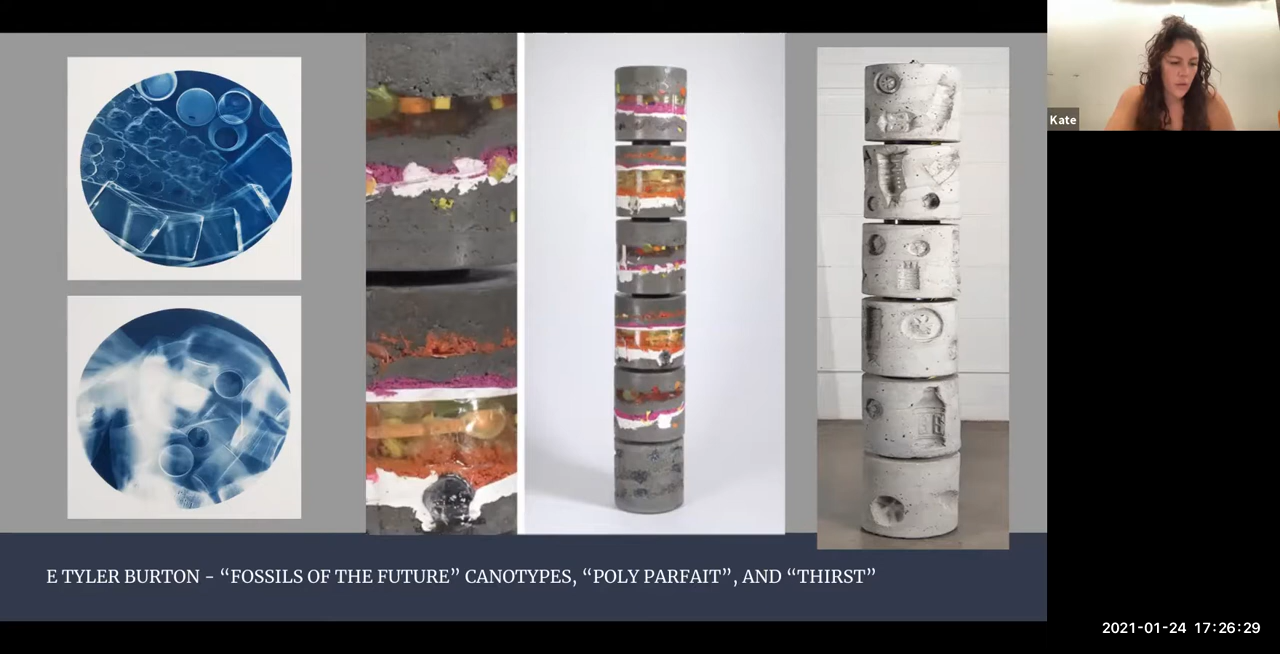 Kate
E TYLER BURTON - “FOSSILS OF THE FUTURE” CANOTYPES, “POLY PARFAIT”, AND “THIRST”
2021-01-24 17:26:29